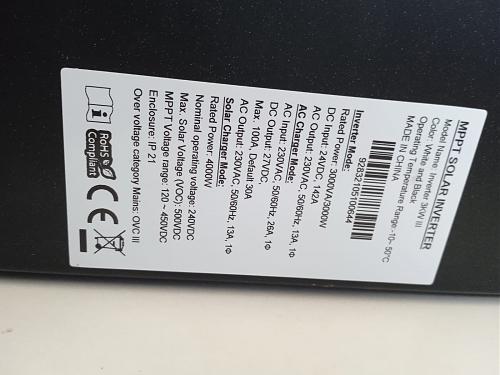 MPPT SOLAR INVERTER
Model Name: Inverter 3KW III
Color: White and Black
Operating Temperature Range:-10~ 50°C
MADE IN CHINA
92832105100644
Inverter Mode:
Rated Power: 3000VA/3000W
DC Input: 24VDC, 142A
AC Output: 230VAC, 50/60Hz, 13A, 1Φ
AC Charger Mode:
AC Input: 230VAC, 50/60Hz, 26A, 1Φ
DC Output: 27VDC,
Max. 100A, Default 30A
AC Output: 230VAC, 50/60Hz, 13A, 1Φ
Solar Charger Mode:
Rated Power: 4000W
Nominal operating voltage: 240VDC
Max. Solar Voltage (VOC): 500VDC
MPPT Voltage range: 120~450VDC
Enclosure: IP 21
Over voltage category Mains: OVC III
RoHS
Compliant
CE